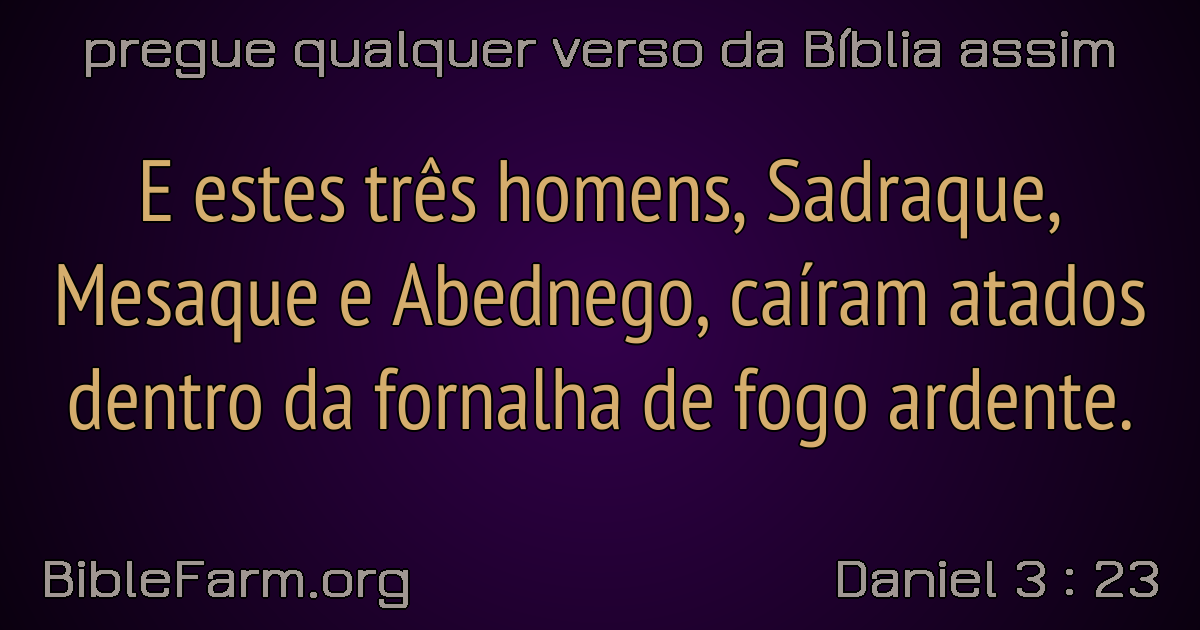 pregue qualquer verso da Bíblia assim
E estes três homens, Sadraque,
Mesaque e Abednego, caíram atados
dentro da fornalha de fogo ardente.
BibleFarm.org
Daniel 3 : 23